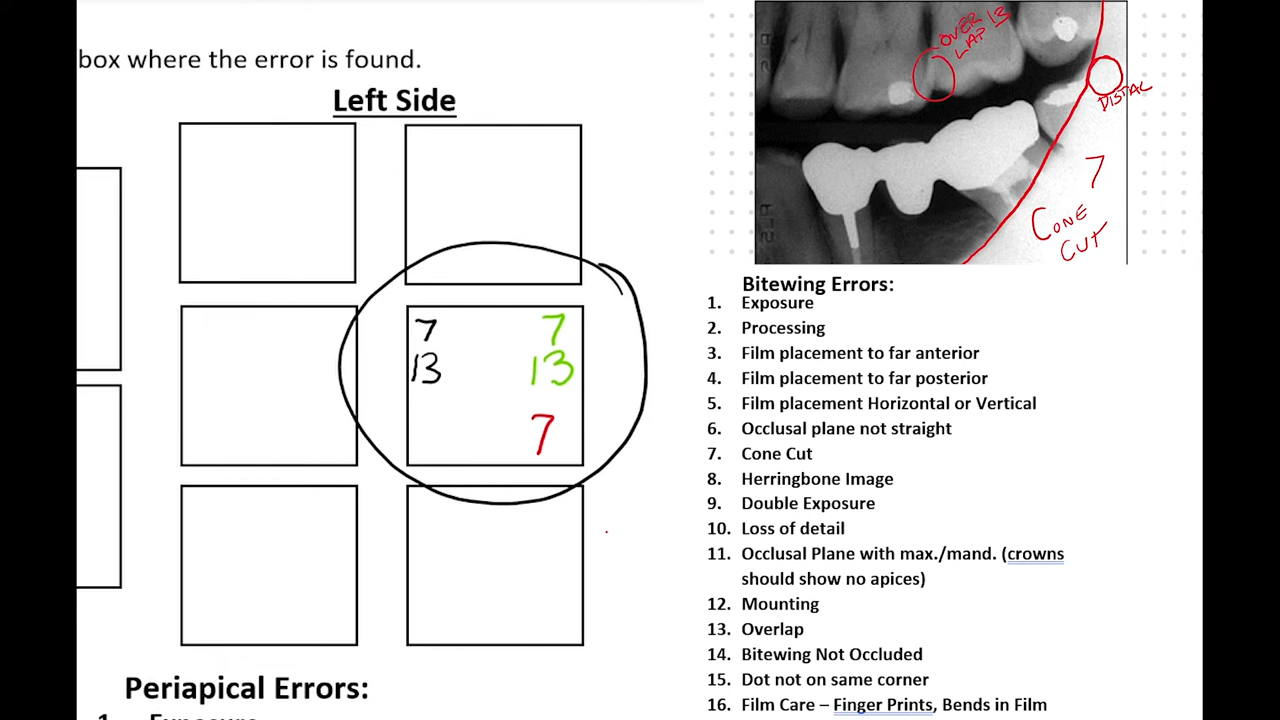 box where the error is found.
Left Side
7
13
7
13
7
Periapical Errors:
1. Exposure
OVER
LAP 13
DISTAL
7
CONE
CUT
Bitewing Errors:
1. Exposure
2. Processing
3. Film placement to far anterior
4. Film placement to far posterior
5. Film placement Horizontal or Vertical
6. Occlusal plane not straight
7. Cone Cut
8. Herringbone Image
9. Double Exposure
10. Loss of detail
11. Occlusal Plane with max./mand. (crowns
should show no apices)
12. Mounting
13. Overlap
14. Bitewing Not Occluded
15. Dot not on same corner
16. Film Care – Finger Prints, Bends in Film